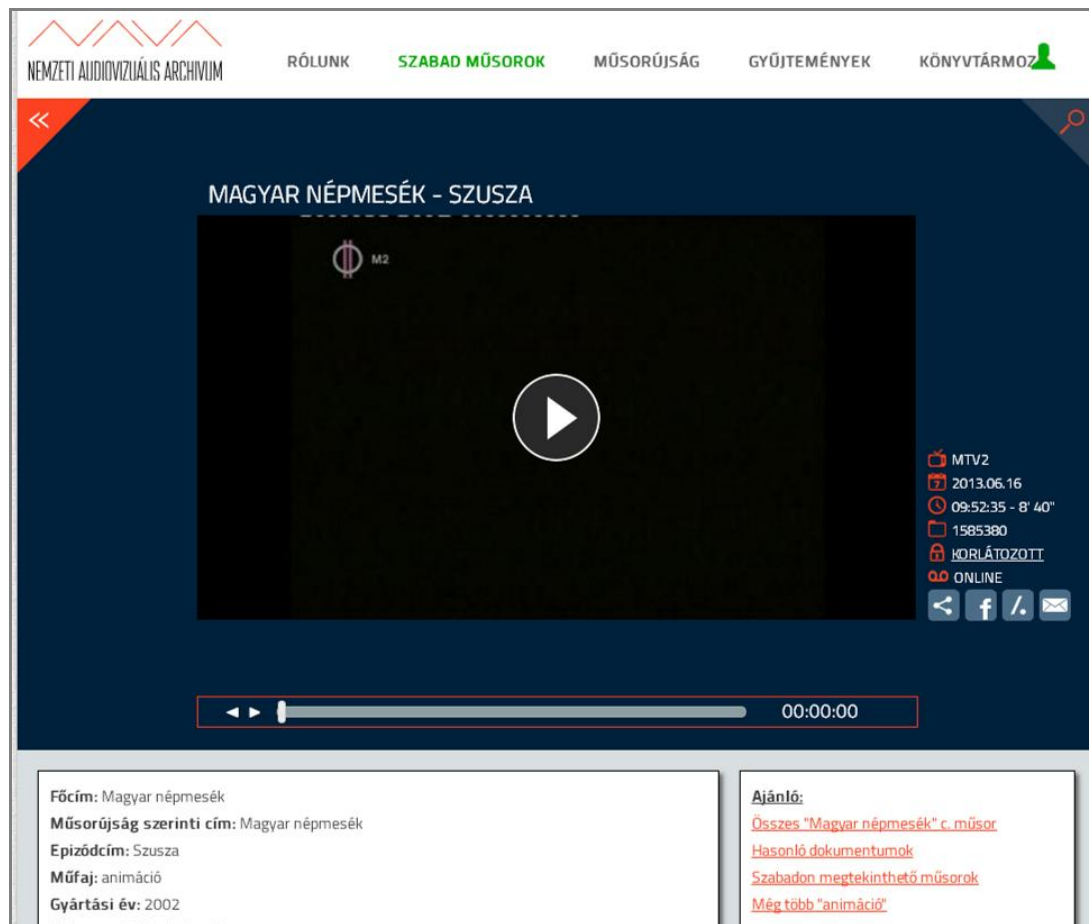 NEMZETI AUDIOVIZUÁLIS ARCHIVUM
RÓLUNK
SZABAD MŰSOROK
MŰSORÚJSÁG
GYŰJTEMÉNYEK
KÖNYVTÁRMOZ
MAGYAR NÉPMESÉK - SZUSZA
M2
MTV2
2013.06.16
09:52:35 - 8' 40"
1585380
KORLÁTOZOTT
ONLINE
00:00:00
Főcím: Magyar népmesék
Műsorújság szerinti cím: Magyar népmesék
Epizódcím: Szusza
Műfaj: animáció
Gyártási év: 2002
Ajánló:
Összes "Magyar népmesék" c. műsor
Hasonló dokumentumok
Szabadon megtekinthető műsorok
Még több "animáció"